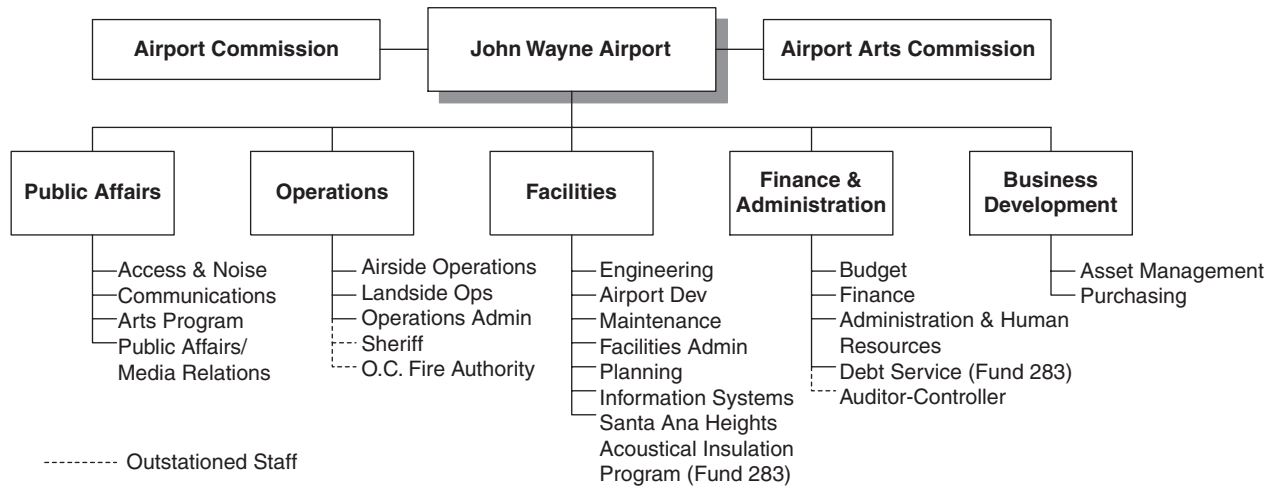 Airport Commission
John Wayne Airport
Airport Arts Commission
Public Affairs
Operations
Facilities
Finance &
Administration
Business
Development
Access & Noise
Communications
Arts Program
Public Affairs/
Media Relations
Airside Operations
Landside Ops
Operations Admin
Sheriff
O.C. Fire Authority
Engineering
Airport Dev
Maintenance
Facilities Admin
Planning
Information Systems
Santa Ana Heights
Acoustical Insulation
Program (Fund 283)
Budget
Finance
Administration & Human
Resources
Debt Service (Fund 283)
Auditor-Controller
Asset Management
Purchasing
Outstationed Staff